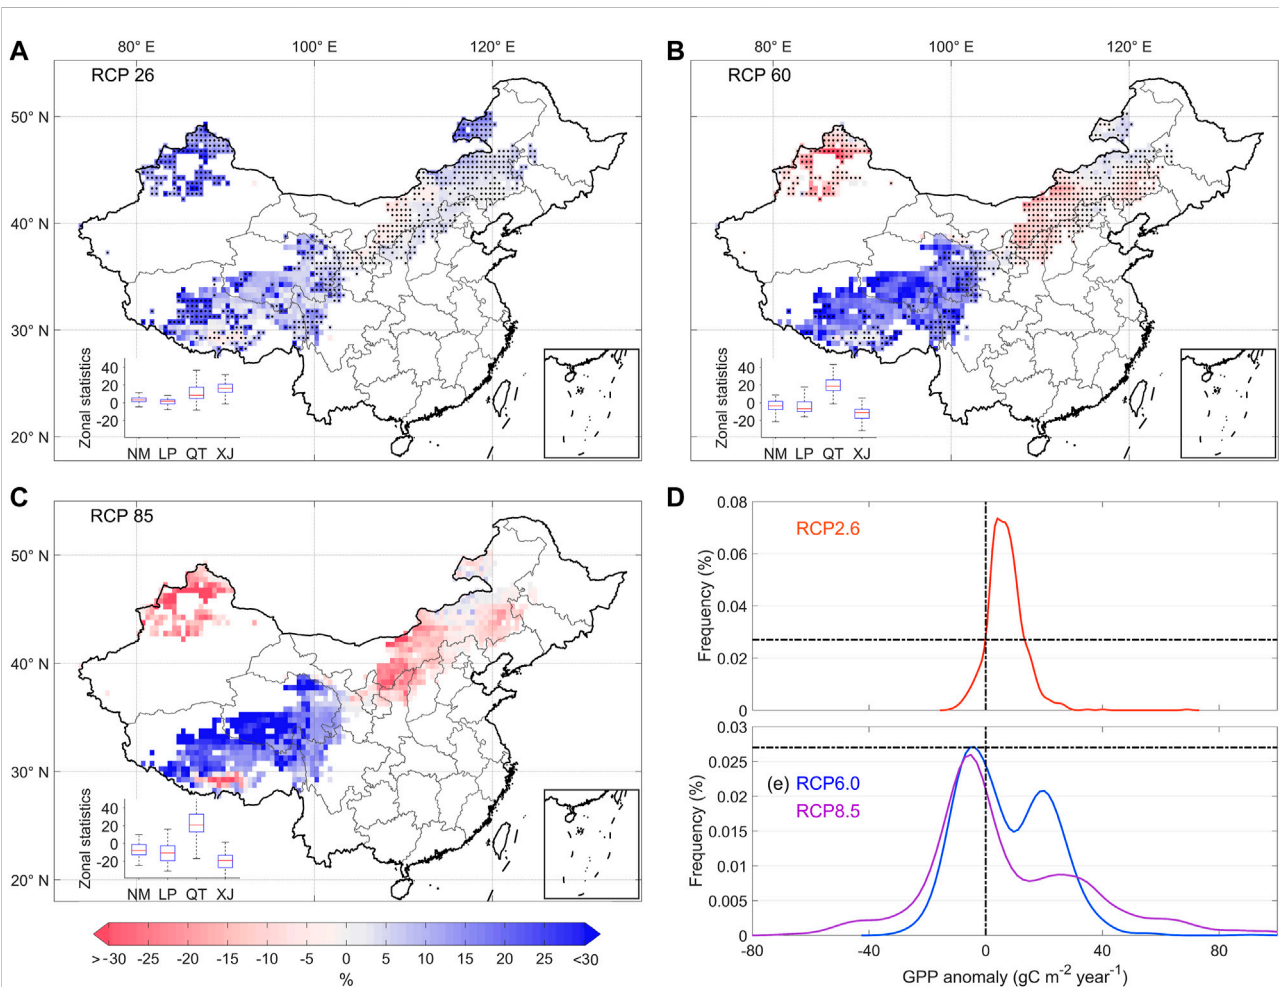 A
80° E 100° E 120° E
RCP 26
50° N
40° N
30° N
20° N
Zonal statistics
40
20
0
-20
NM LP QT XJ
B
80° E 100° E 120° E
RCP 60
Zonal statistics
40
20
0
-20
NM LP QT XJ
C
RCP 85
50° N
40° N
30° N
20° N
Zonal statistics
40
20
0
-20
NM LP QT XJ
>-30 -25 -20 -15 -10 -5 0 5 10 15 20 25 <30
%
D
0.08
0.06
0.04
0.02
0
Frequency (%)
RCP2.6
0.03
0.025
0.02
0.015
0.01
0.005
0
Frequency (%)
(e) RCP6.0
RCP8.5
-80 -40 0 40 80
GPP anomaly (gC m⁻² year⁻¹)